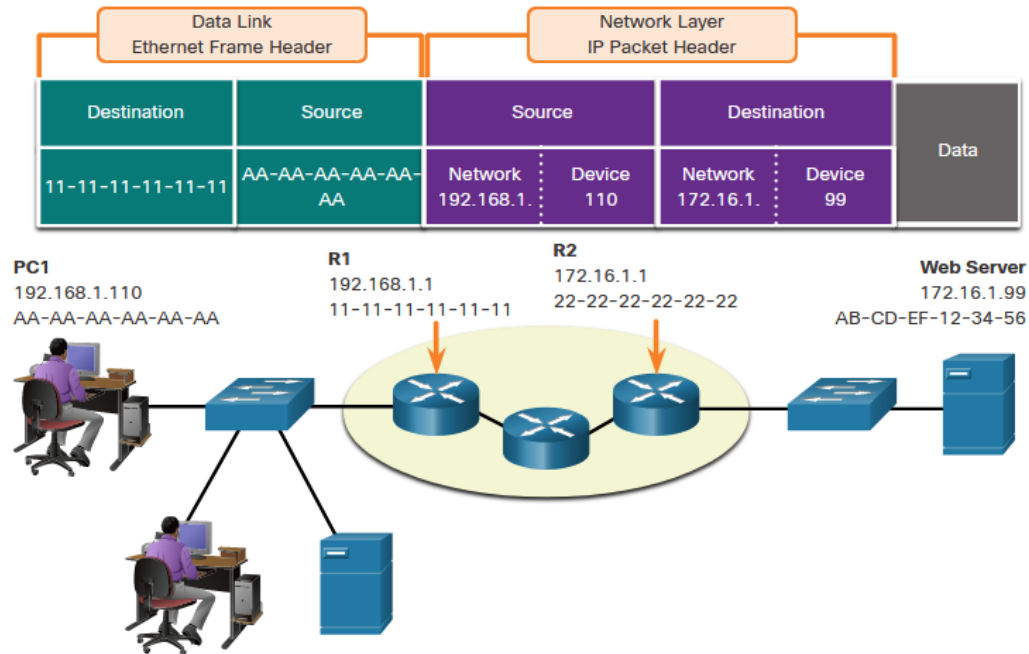 Data Link
Ethernet Frame Header
Network Layer
IP Packet Header
Destination
Source
Source
Destination
Data
11-11-11-11-11-11
AA-AA-AA-AA-AA-
AA
Network
192.168.1.
Device
110
Network
172.16.1.
Device
99
PC1
192.168.1.110
AA-AA-AA-AA-AA-AA
R1
192.168.1.1
11-11-11-11-11-11
R2
172.16.1.1
22-22-22-22-22-22
Web Server
172.16.1.99
AB-CD-EF-12-34-56